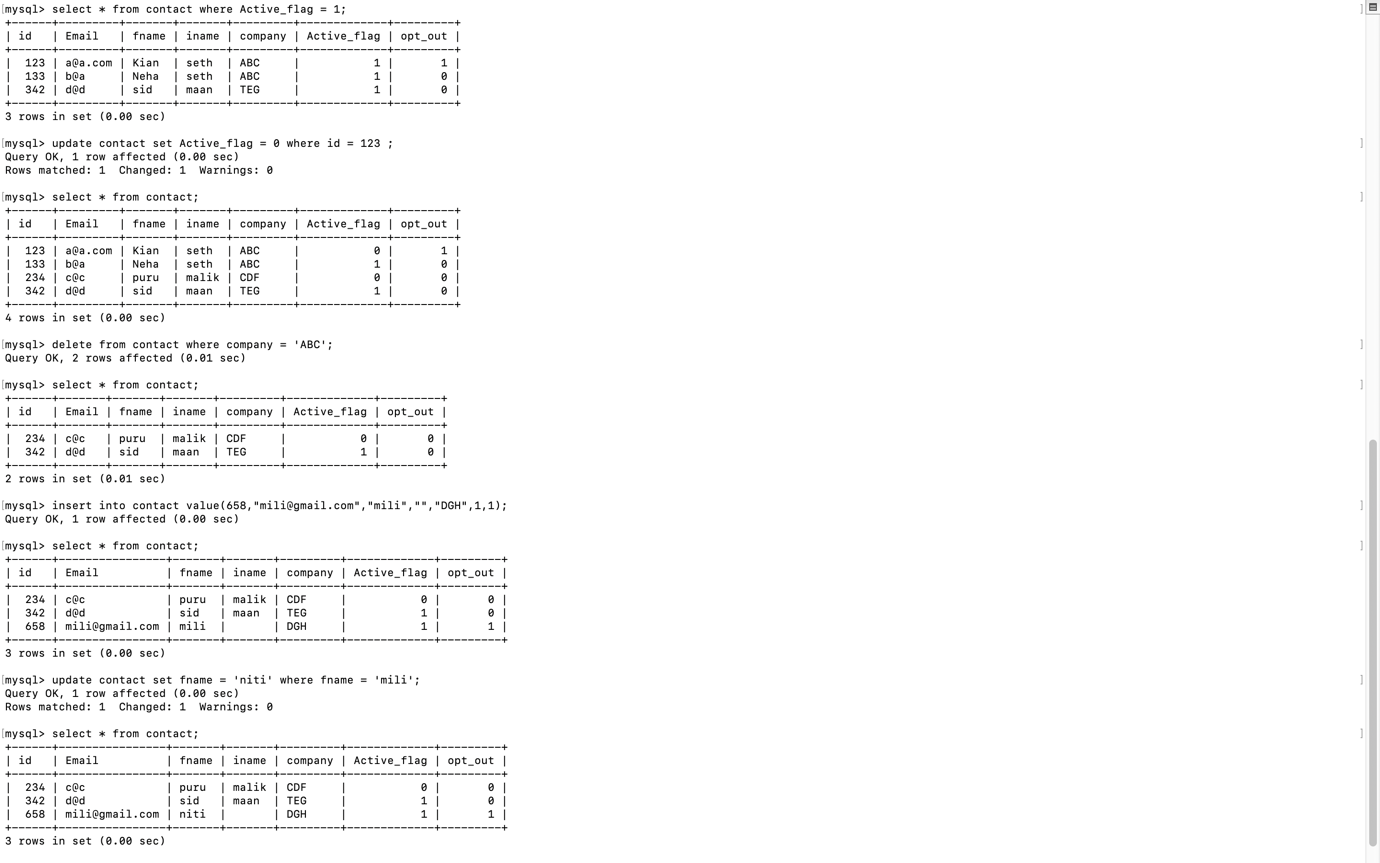 [mysql> select * from contact where Active_flag = 1; ]
+------+---------+-------+-------+---------+-------------+---------+
| id   | Email   | fname | iname | company | Active_flag | opt_out |
+------+---------+-------+-------+---------+-------------+---------+
|  123 | a@a.com | Kian  | seth  | ABC     |           1 |       1 |
|  133 | b@a     | Neha  | seth  | ABC     |           1 |       0 |
|  342 | d@d     | sid   | maan  | TEG     |           1 |       0 |
+------+---------+-------+-------+---------+-------------+---------+
3 rows in set (0.00 sec)
[mysql> update contact set Active_flag = 0 where id = 123 ; ]
Query OK, 1 row affected (0.00 sec)
Rows matched: 1  Changed: 1  Warnings: 0
[mysql> select * from contact; ]
+------+---------+-------+-------+---------+-------------+---------+
| id   | Email   | fname | iname | company | Active_flag | opt_out |
+------+---------+-------+-------+---------+-------------+---------+
|  123 | a@a.com | Kian  | seth  | ABC     |           0 |       1 |
|  133 | b@a     | Neha  | seth  | ABC     |           1 |       0 |
|  234 | c@c     | puru  | malik | CDF     |           0 |       0 |
|  342 | d@d     | sid   | maan  | TEG     |           1 |       0 |
+------+---------+-------+-------+---------+-------------+---------+
4 rows in set (0.00 sec)
[mysql> delete from contact where company = 'ABC'; ]
Query OK, 2 rows affected (0.01 sec)
[mysql> select * from contact; ]
+------+-------+-------+-------+---------+-------------+---------+
| id   | Email | fname | iname | company | Active_flag | opt_out |
+------+-------+-------+-------+---------+-------------+---------+
|  234 | c@c   | puru  | malik | CDF     |           0 |       0 |
|  342 | d@d   | sid   | maan  | TEG     |           1 |       0 |
+------+-------+-------+-------+---------+-------------+---------+
2 rows in set (0.01 sec)
[mysql> insert into contact value(658,"mili@gmail.com","mili","","DGH",1,1); ]
Query OK, 1 row affected (0.00 sec)
[mysql> select * from contact; ]
+------+----------------+-------+-------+---------+-------------+---------+
| id   | Email          | fname | iname | company | Active_flag | opt_out |
+------+----------------+-------+-------+---------+-------------+---------+
|  234 | c@c            | puru  | malik | CDF     |           0 |       0 |
|  342 | d@d            | sid   | maan  | TEG     |           1 |       0 |
|  658 | mili@gmail.com | mili  |       | DGH     |           1 |       1 |
+------+----------------+-------+-------+---------+-------------+---------+
3 rows in set (0.00 sec)
[mysql> update contact set fname = 'niti' where fname = 'mili'; ]
Query OK, 1 row affected (0.00 sec)
Rows matched: 1  Changed: 1  Warnings: 0
[mysql> select * from contact; ]
+------+----------------+-------+-------+---------+-------------+---------+
| id   | Email          | fname | iname | company | Active_flag | opt_out |
+------+----------------+-------+-------+---------+-------------+---------+
|  234 | c@c            | puru  | malik | CDF     |           0 |       0 |
|  342 | d@d            | sid   | maan  | TEG     |           1 |       0 |
|  658 | mili@gmail.com | niti  |       | DGH     |           1 |       1 |
+------+----------------+-------+-------+---------+-------------+---------+
3 rows in set (0.00 sec)